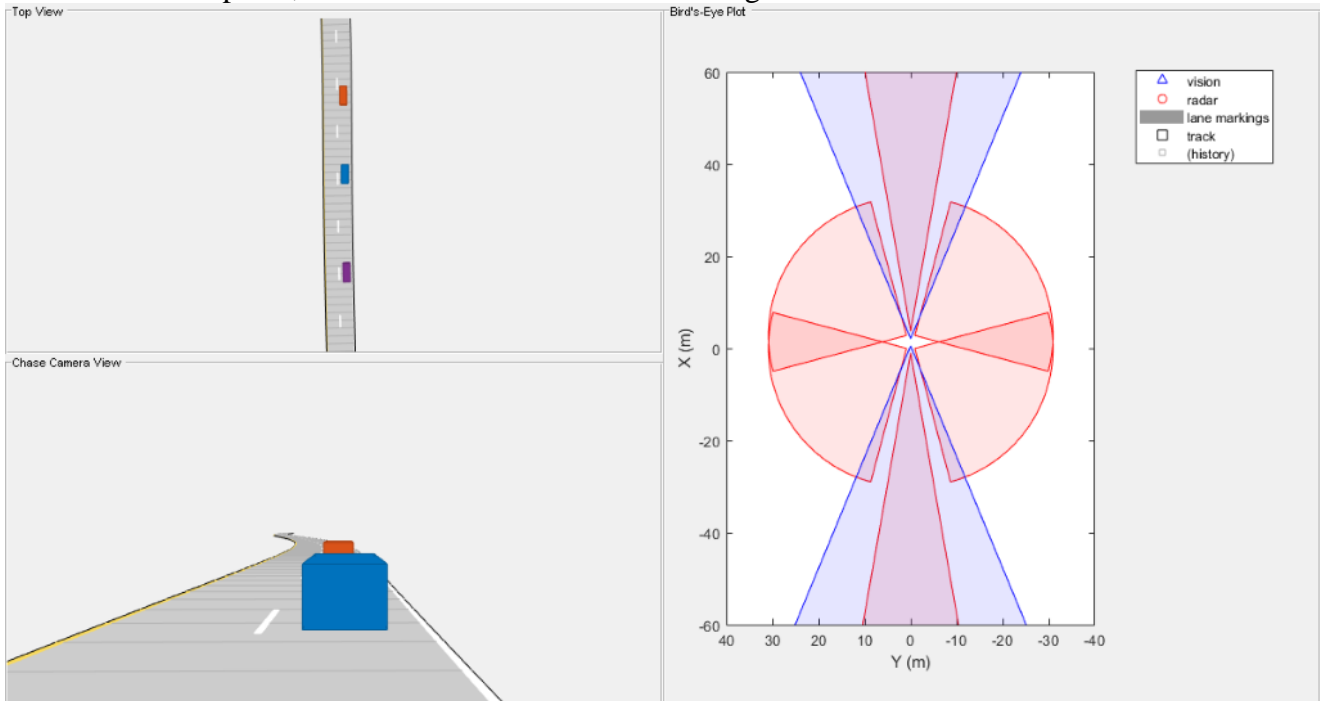 Top View
Chase Camera View
Bird's-Eye Plot
60
40
20
0
-20
-40
-60
X (m)
40 30 20 10 0 -10 -20 -30 -40
Y (m)
vision
radar
lane markings
track
(history)